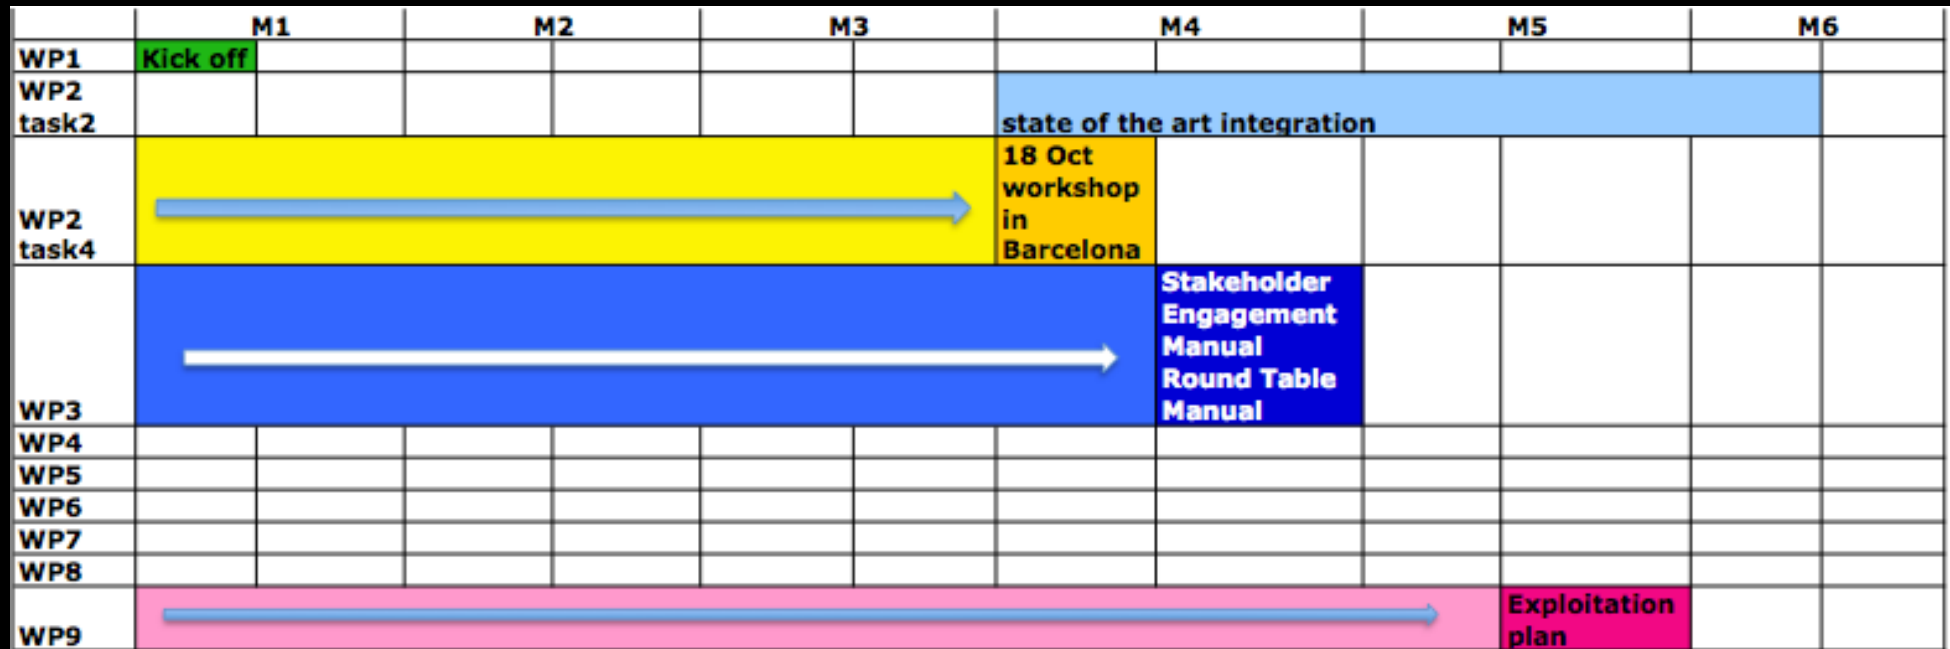 M1 M2 M3 M4 M5 M6
WP1 Kick off
WP2
task2 state of the art integration
WP2
task4
18 Oct
workshop
in
Barcelona
WP3
Stakeholder
Engagement
Manual
Round Table
Manual
WP4
WP5
WP6
WP7
WP8
WP9
Exploitation
plan